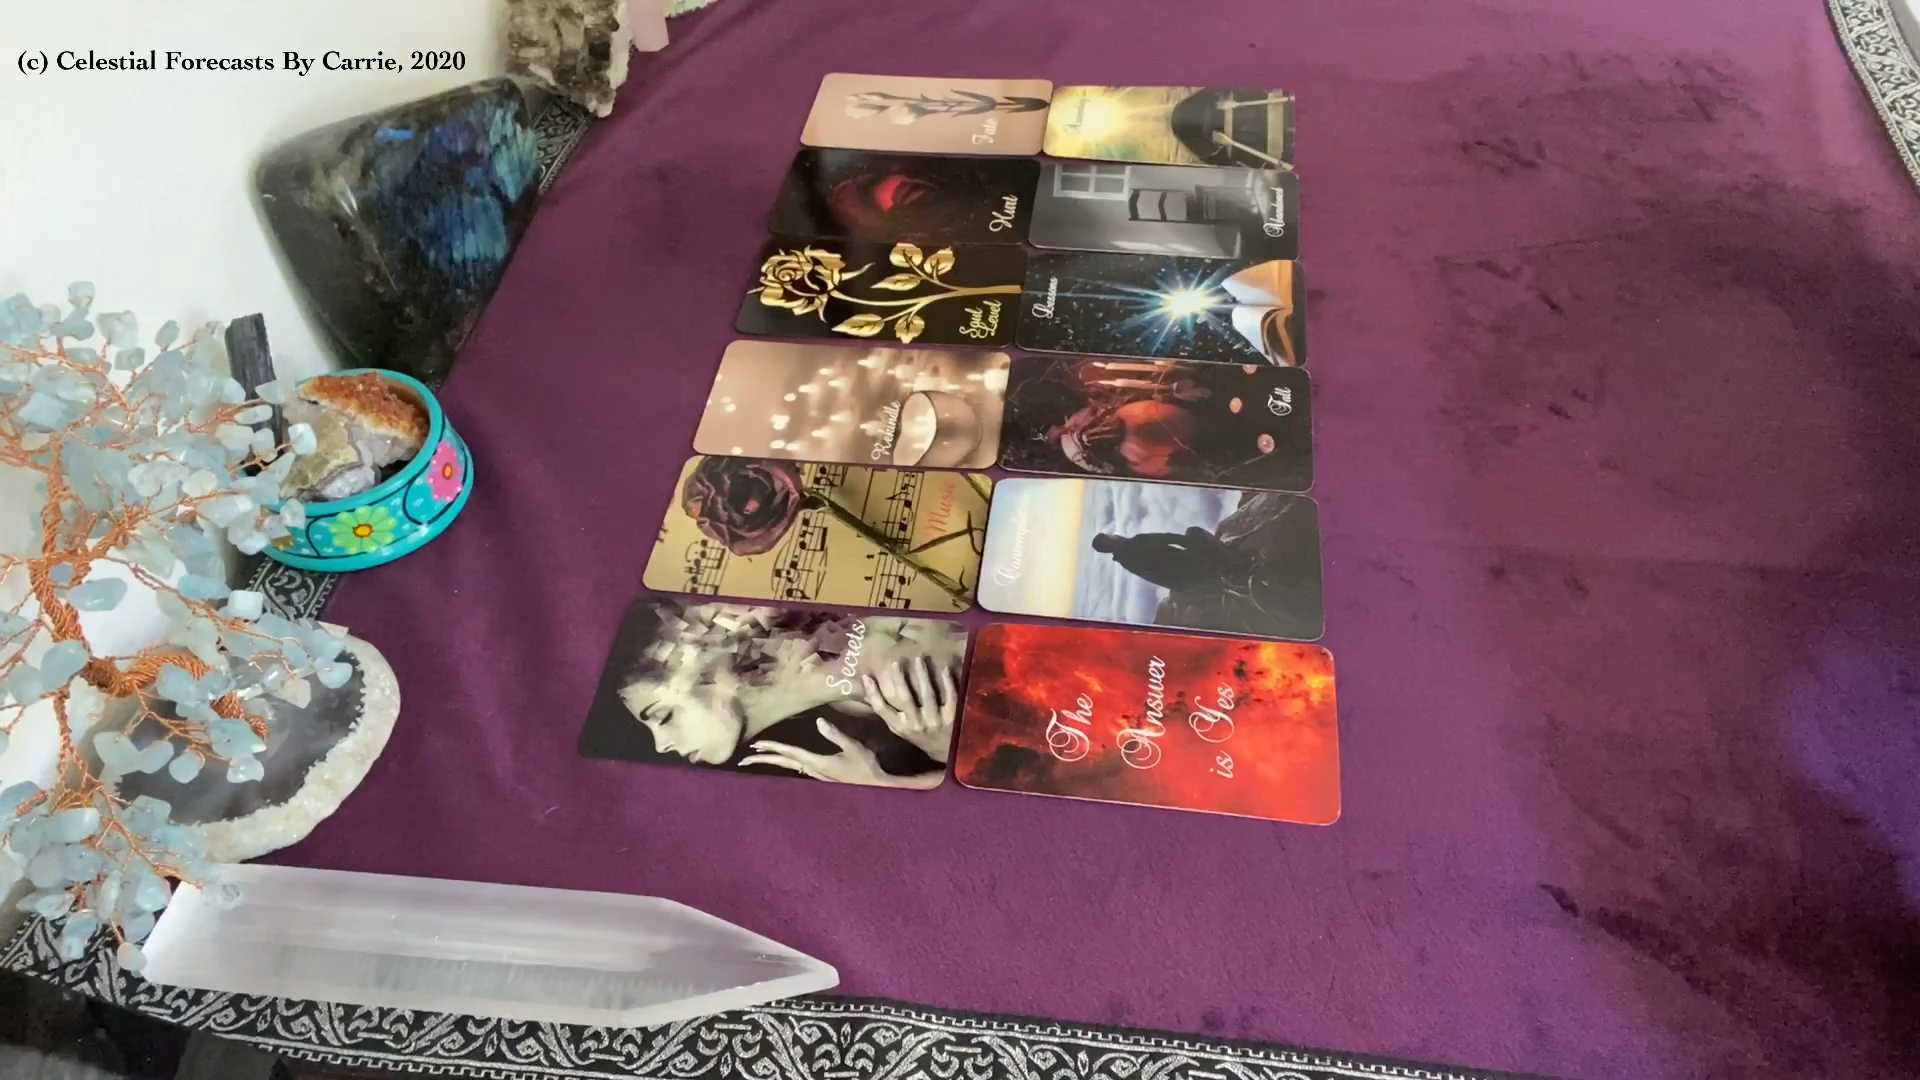 (c) Celestial Forecasts By Carrie, 2020
Fate
Hurt
Abandoned
Soul
Level
Lessons
Rekindle
Fall
Music
Contemplation
Secrets
The
Answer
is Yes